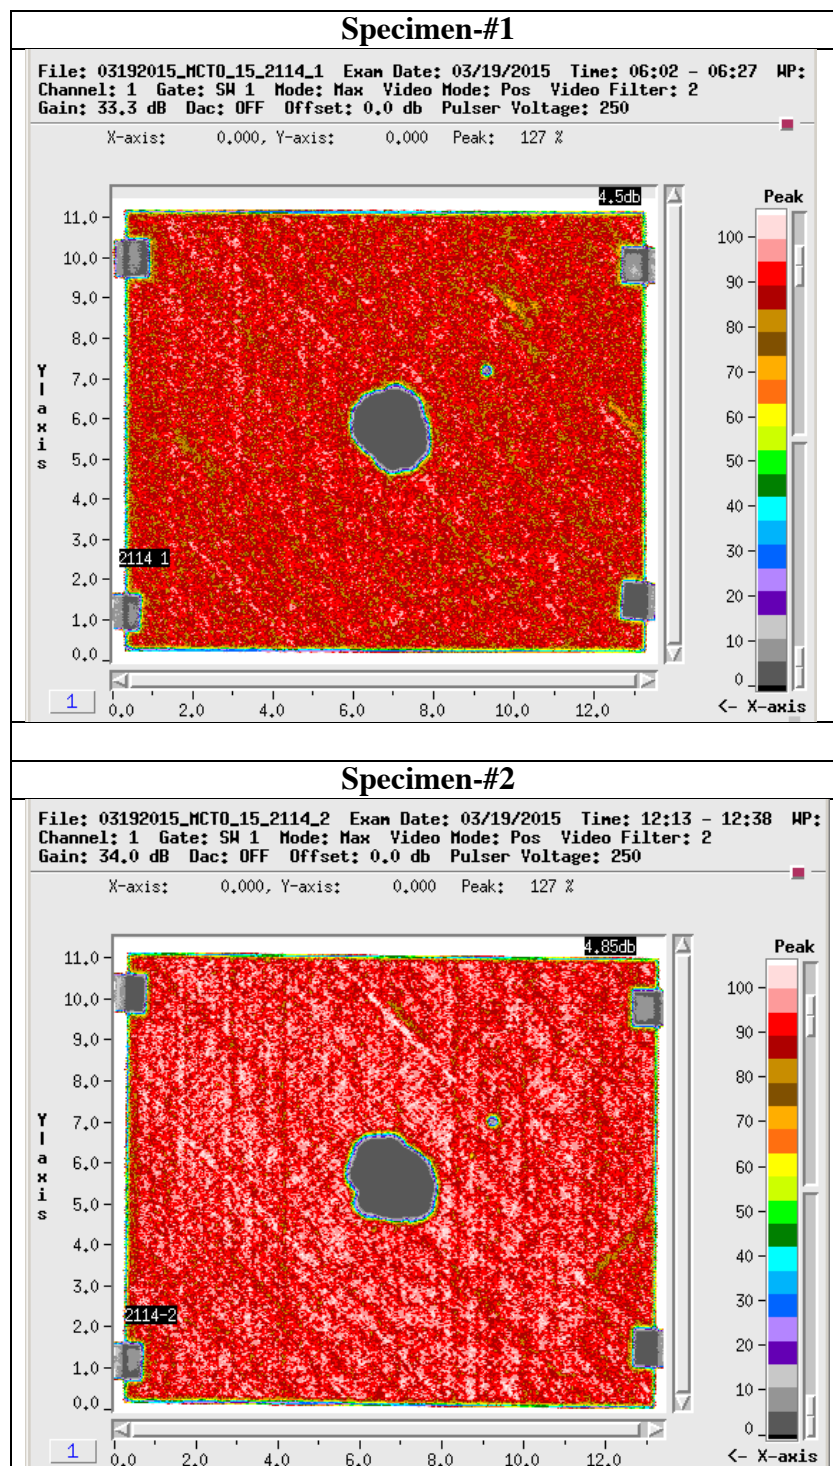 Specimen-#1
File: 03192015_MCTO_15_2114_1 Exam Date: 03/19/2015 Time: 06:02 - 06:27 WP:
Channel: 1 Gate: SW 1 Mode: Max Video Mode: Pos Video Filter: 2
Gain: 33.3 dB Dac: OFF Offset: 0.0 db Pulser Voltage: 250
X-axis: 0.000, Y-axis: 0.000 Peak: 127 %
4.5db
Peak
11.0
10.0
9.0
8.0
7.0
6.0
5.0
4.0
3.0
2.0
1.0
0.0
Y-axis
2114 1
100
90
80
70
60
50
40
30
20
10
0
<- X-axis
1
0.0 2.0 4.0 6.0 8.0 10.0 12.0
Specimen-#2
File: 03192015_MCTO_15_2114_2 Exam Date: 03/19/2015 Time: 12:13 - 12:38 WP:
Channel: 1 Gate: SW 1 Mode: Max Video Mode: Pos Video Filter: 2
Gain: 34.0 dB Dac: OFF Offset: 0.0 db Pulser Voltage: 250
X-axis: 0.000, Y-axis: 0.000 Peak: 127 %
4.85db
Peak
11.0
10.0
9.0
8.0
7.0
6.0
5.0
4.0
3.0
2.0
1.0
0.0
Y-axis
2114-2
100
90
80
70
60
50
40
30
20
10
0
<- X-axis
1
0.0 2.0 4.0 6.0 8.0 10.0 12.0